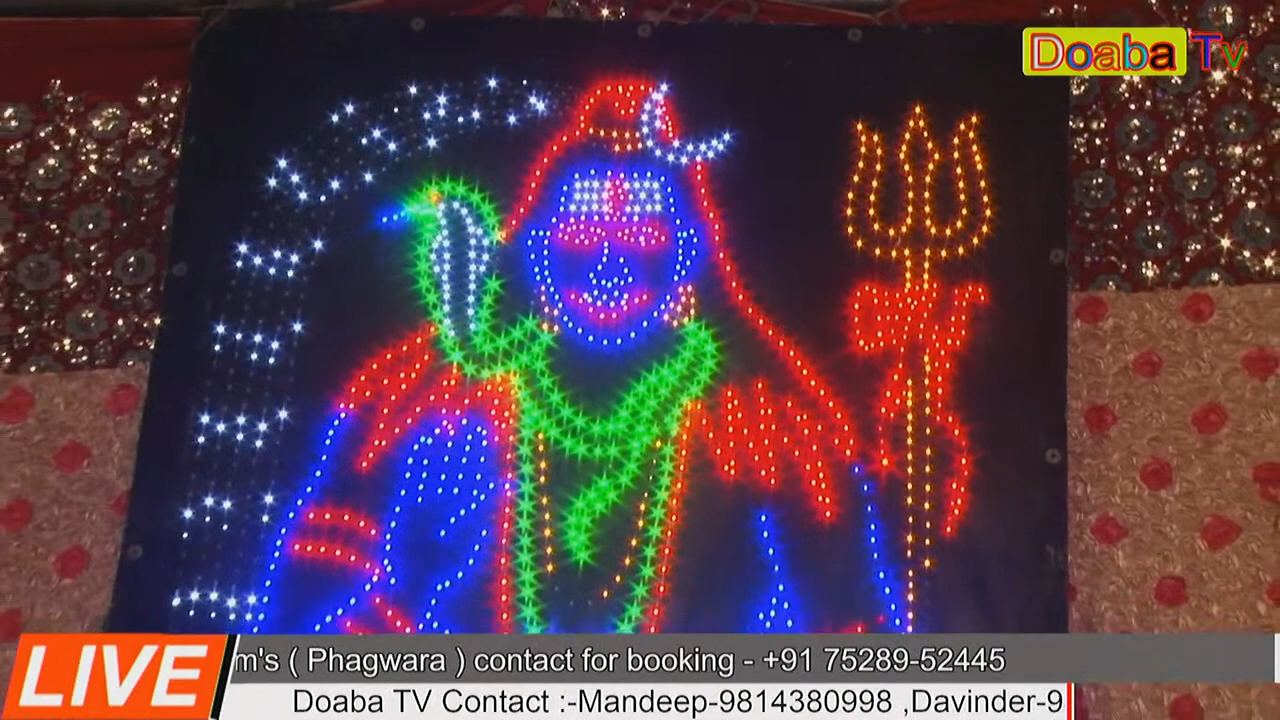 Doaba Tv
LIVE
m's ( Phagwara ) contact for booking - +91 75289-52445
Doaba TV Contact :-Mandeep-9814380998 ,Davinder-9